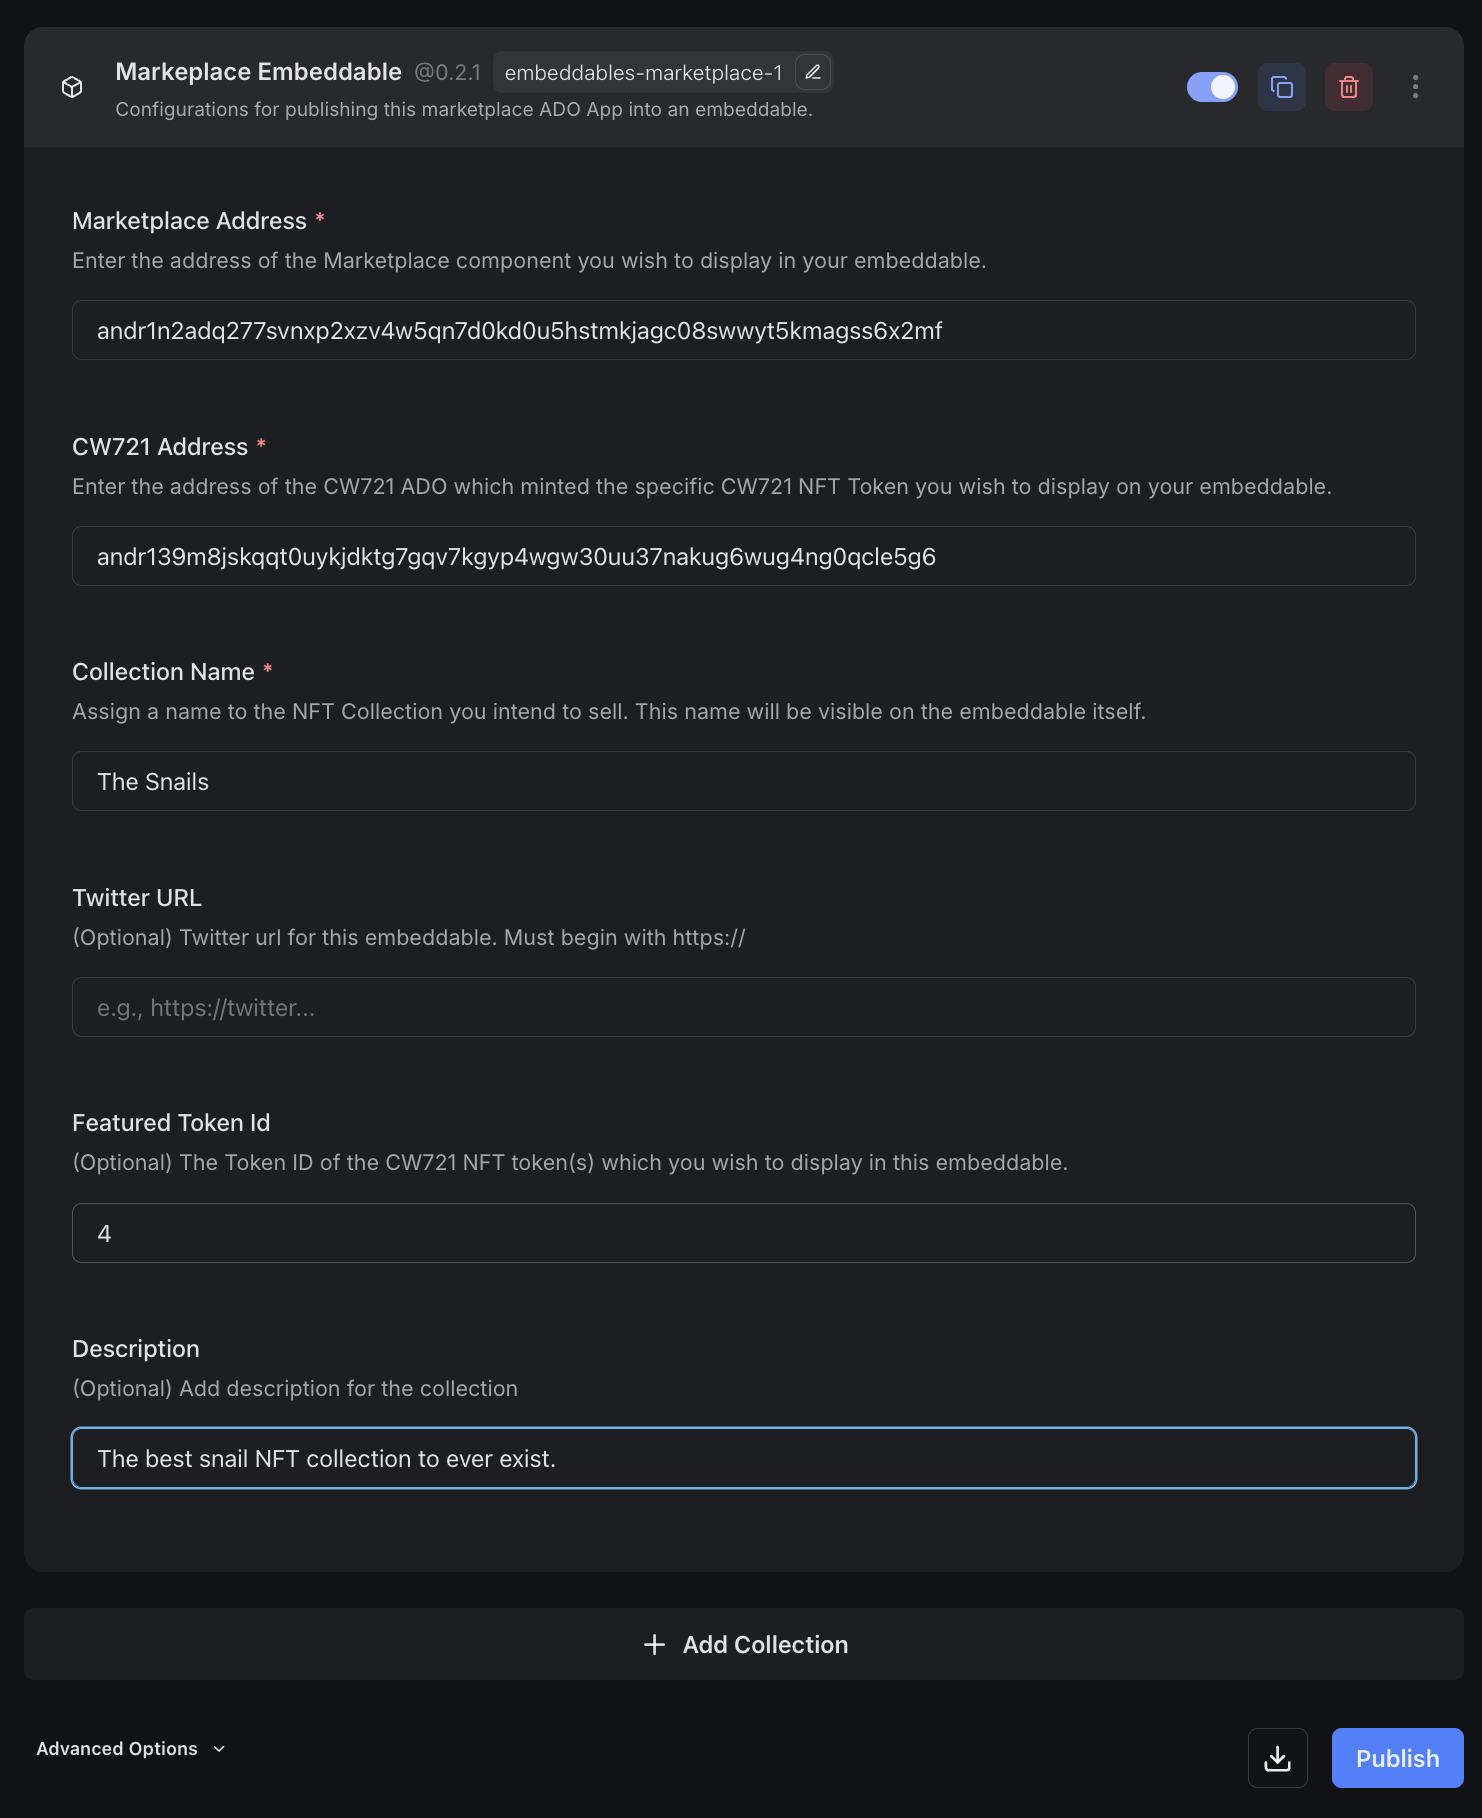 Markeplace Embeddable @0.2.1 embeddables-marketplace-1
Configurations for publishing this marketplace ADO App into an embeddable.
Marketplace Address *
Enter the address of the Marketplace component you wish to display in your embeddable.
andr1n2adq277svnxp2xzv4w5qn7d0kd0u5hstmkjagc08swwyt5kmagss6x2mf
CW721 Address *
Enter the address of the CW721 ADO which minted the specific CW721 NFT Token you wish to display on your embeddable.
andr139m8jskqqt0uykjdktg7gqv7kgyp4wgw30uu37nakug6wug4ng0qcle5g6
Collection Name *
Assign a name to the NFT Collection you intend to sell. This name will be visible on the embeddable itself.
The Snails
Twitter URL
(Optional) Twitter url for this embeddable. Must begin with https://
e.g., https://twitter...
Featured Token Id
(Optional) The Token ID of the CW721 NFT token(s) which you wish to display in this embeddable.
4
Description
(Optional) Add description for the collection
The best snail NFT collection to ever exist.
Add Collection
Advanced Options
Publish